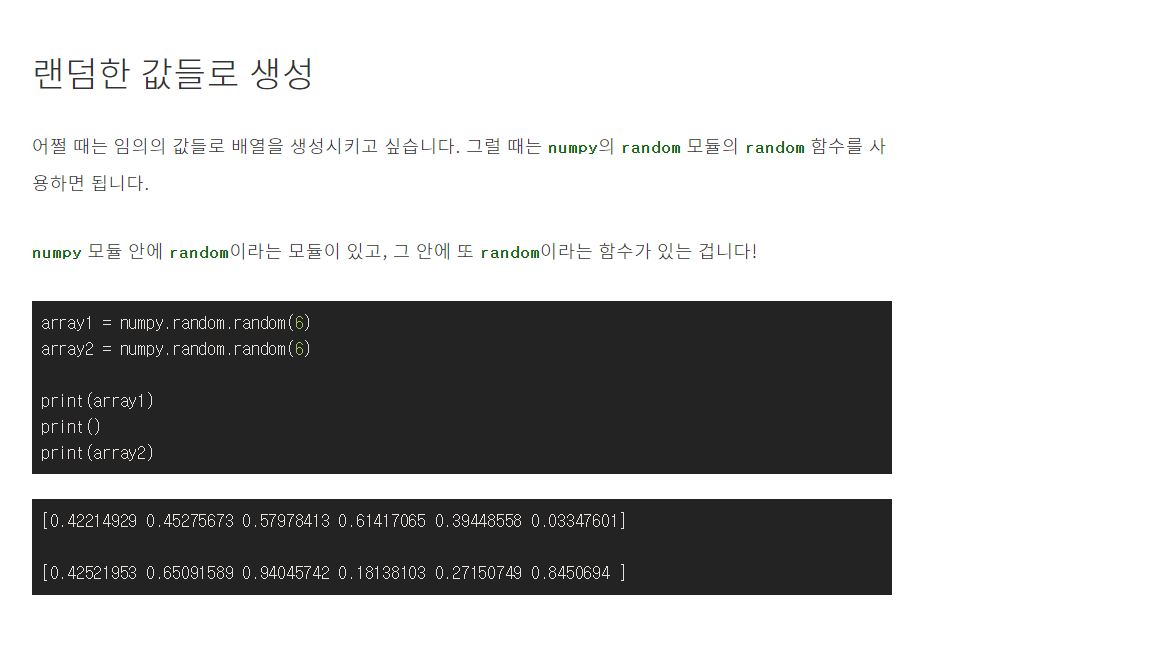 랜덤한 값들로 생성
어쩔 때는 임의의 값들로 배열을 생성시키고 싶습니다. 그럴 때는 numpy의 random 모듈의 random 함수를 사
용하면 됩니다.
numpy 모듈 안에 random이라는 모듈이 있고, 그 안에 또 random이라는 함수가 있는 겁니다!
array1 = numpy.random.random(6)
array2 = numpy.random.random(6)
print(array1)
print()
print(array2)
[0.42214929 0.45275673 0.57978413 0.61417065 0.39448558 0.03347601]
[0.42521953 0.65091589 0.94045742 0.18138103 0.27150749 0.8450694 ]